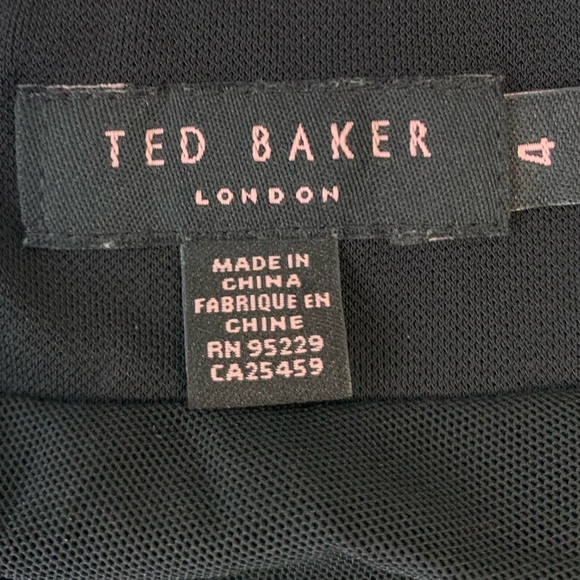 TED BAKER
LONDON
4
MADE IN
CHINA
FABRIQUE EN
CHINE
RN 95229
CA25459